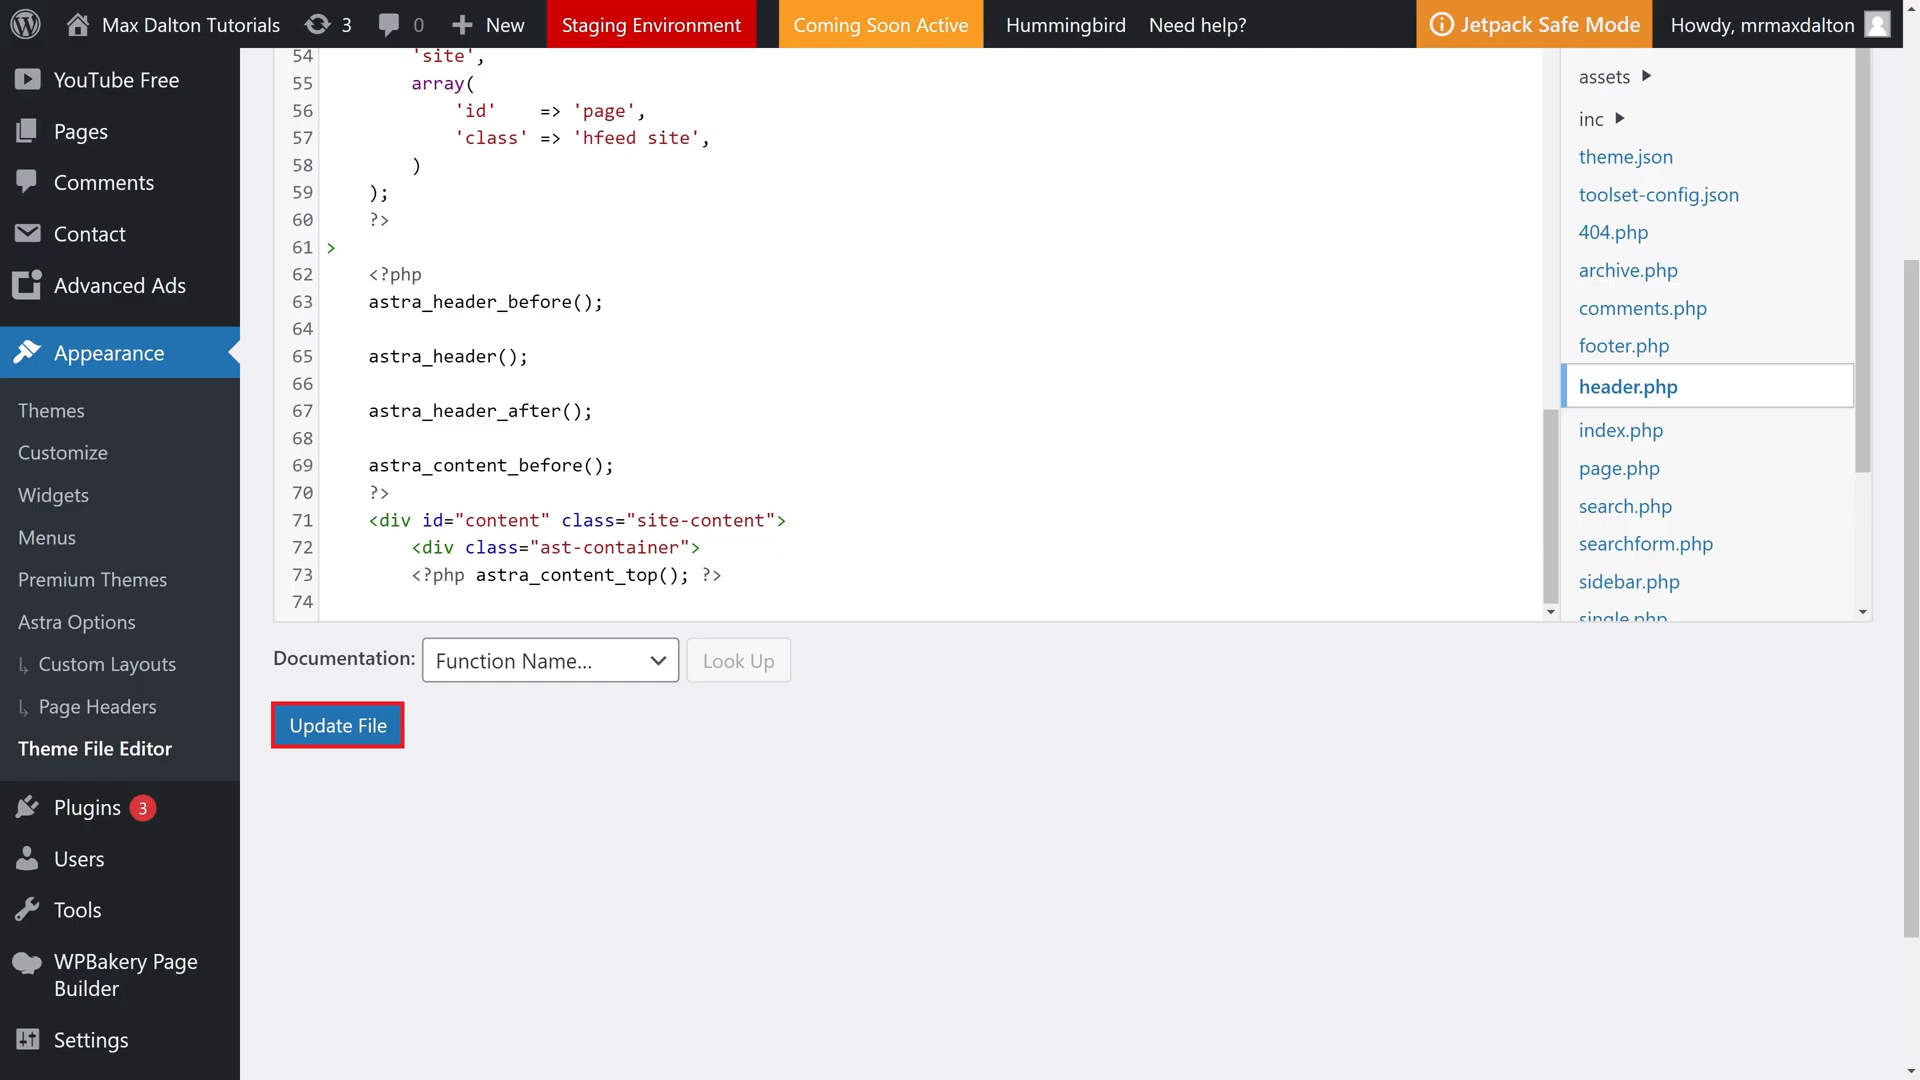 Max Dalton Tutorials 3 0 New Staging Environment Coming Soon Active Hummingbird Need help? Jetpack Safe Mode Howdy, mrmaxdalton
YouTube Free
Pages
Comments
Contact
Advanced Ads
Appearance
Themes
Customize
Widgets
Menus
Premium Themes
Astra Options
Custom Layouts
Page Headers
Theme File Editor
Plugins 3
Users
Tools
WPBakery Page
Builder
Settings
54 'site',
55 array(
56 'id' => 'page',
57 'class' => 'hfeed site',
58 )
59 );
60 ?>
61 >
62 <?php
63 astra_header_before();
64
65 astra_header();
66
67 astra_header_after();
68
69 astra_content_before();
70 ?>
71 <div id="content" class="site-content">
72 <div class="ast-container">
73 <?php astra_content_top(); ?>
74
Documentation: Function Name... Look Up
Update File
assets
inc
theme.json
toolset-config.json
404.php
archive.php
comments.php
footer.php
header.php
index.php
page.php
search.php
searchform.php
sidebar.php
single.php